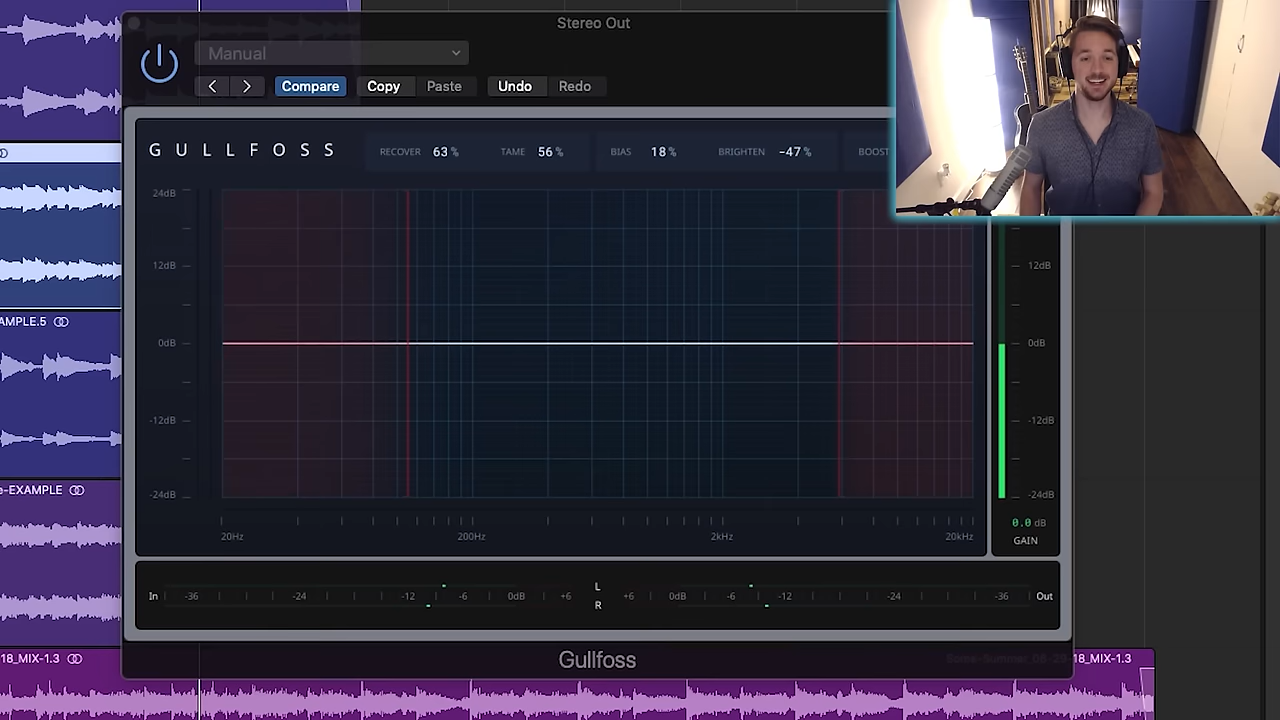 Stereo Out
Manual
Compare Copy Paste Undo Redo
GULLFOSS RECOVER 63% TAME 56% BIAS 18% BRIGHTEN -47% BOOST
24dB
12dB 12dB
0dB 0dB
-12dB -12dB
-24dB -24dB
20Hz 200Hz 2kHz 20kHz
0.0 dB
GAIN
In -36 -24 -12 -6 0dB +6 L R +6 0dB -6 -12 -24 -36 Out
Gullfoss
AMPLE.5
e-EXAMPLE
18_MIX-1.3
18_MIX-1.3